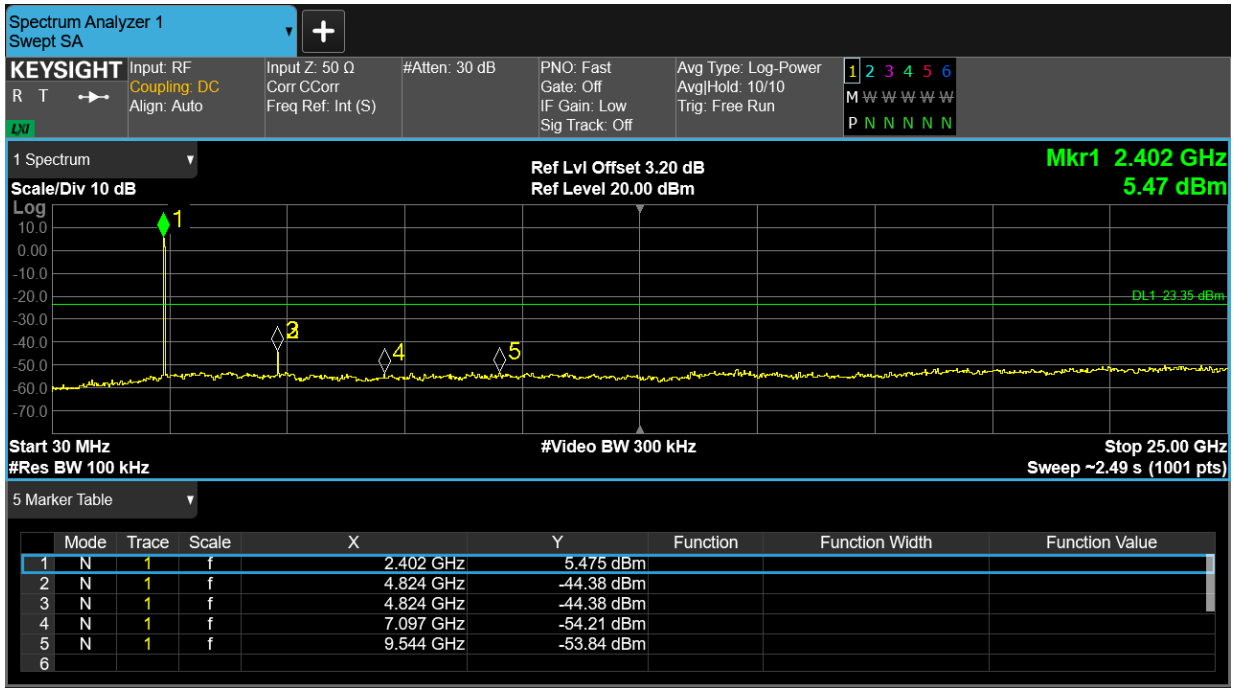 Spectrum Analyzer 1
Swept SA
+
KEYSIGHT Input: RF Input Z: 50 Ω #Atten: 30 dB PNO: Fast Avg Type: Log-Power 1 2 3 4 5 6
R T Coupling: DC Corr CCorr Gate: Off Avg|Hold: 10/10 M W W W W W W
Align: Auto Freq Ref: Int (S) IF Gain: Low Trig: Free Run
LXI Sig Track: Off P N N N N N N
1 Spectrum
Ref Lvl Offset 3.20 dB Mkr1 2.402 GHz
Scale/Div 10 dB Ref Level 20.00 dBm 5.47 dBm
Log
1
10.0
0.00
-10.0
-20.0 DL1 -23.35 dBm
-30.0
2 3
-40.0
4 5
-50.0
-60.0
-70.0
Start 30 MHz #Video BW 300 kHz Stop 25.00 GHz
#Res BW 100 kHz Sweep ~2.49 s (1001 pts)
5 Marker Table
Mode Trace Scale X Y Function Function Width Function Value
1 N 1 f 2.402 GHz 5.475 dBm
2 N 1 f 4.824 GHz -44.38 dBm
3 N 1 f 4.824 GHz -44.38 dBm
4 N 1 f 7.097 GHz -54.21 dBm
5 N 1 f 9.544 GHz -53.84 dBm
6